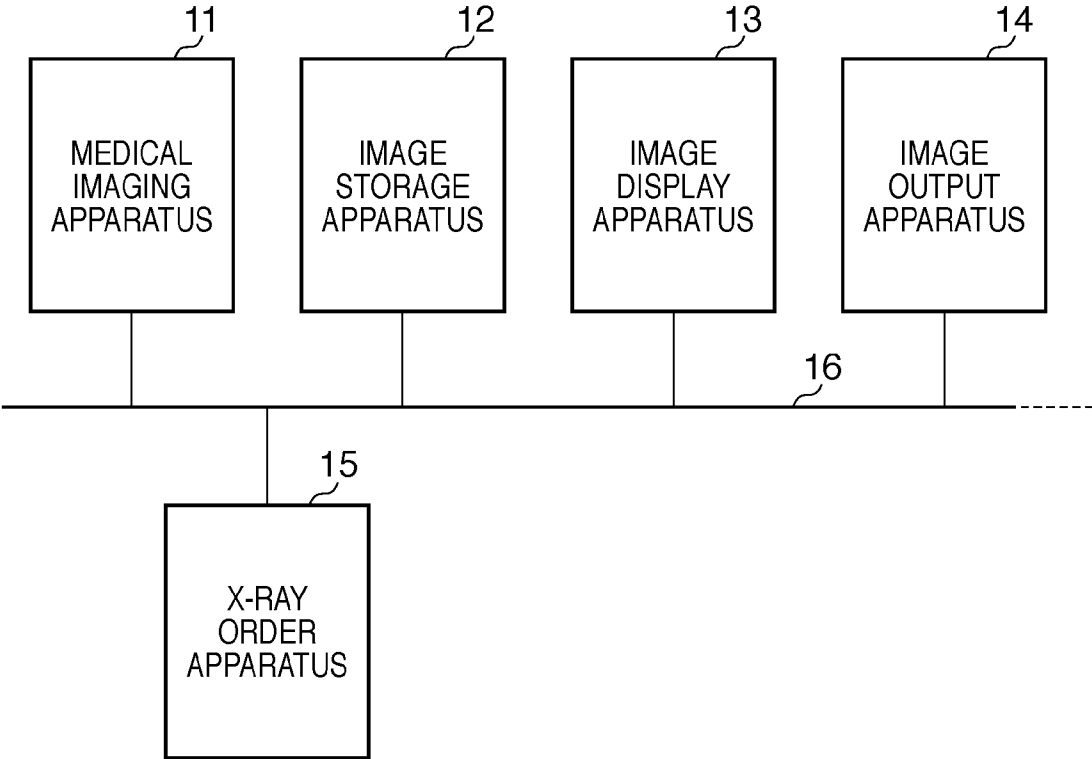 11
MEDICAL
IMAGING
APPARATUS
12
IMAGE
STORAGE
APPARATUS
13
IMAGE
DISPLAY
APPARATUS
14
IMAGE
OUTPUT
APPARATUS
16
15
X-RAY
ORDER
APPARATUS